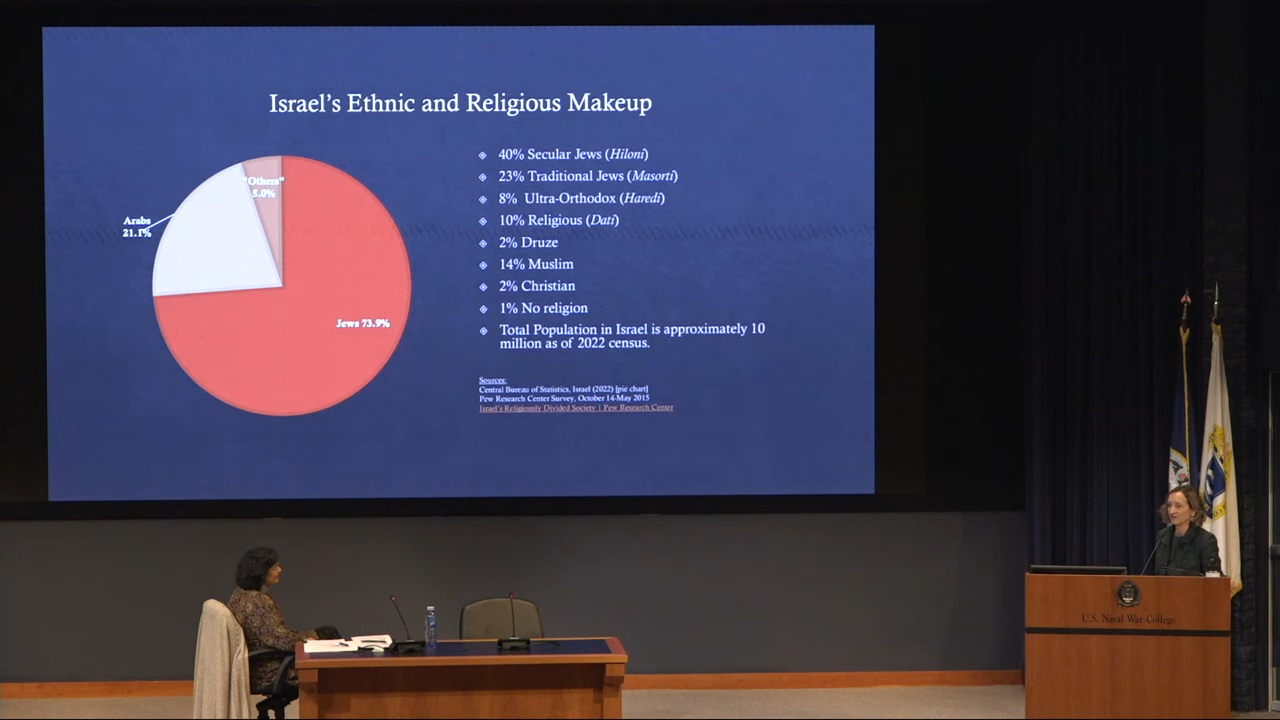 Israel's Ethnic and Religious Makeup
"Others"
5.0%
Arabs
21.1%
Jews 73.9%
40% Secular Jews (Hiloni)
23% Traditional Jews (Masorti)
8% Ultra-Orthodox (Haredi)
10% Religious (Dati)
2% Druze
14% Muslim
2% Christian
1% No religion
Total Population in Israel is approximately 10
million as of 2022 census.
Sources:
Central Bureau of Statistics, Israel (2022) [pie chart]
Pew Research Center Survey, October 14-May 2015
Israel's Religiously Divided Society | Pew Research Center
U.S. Naval War College